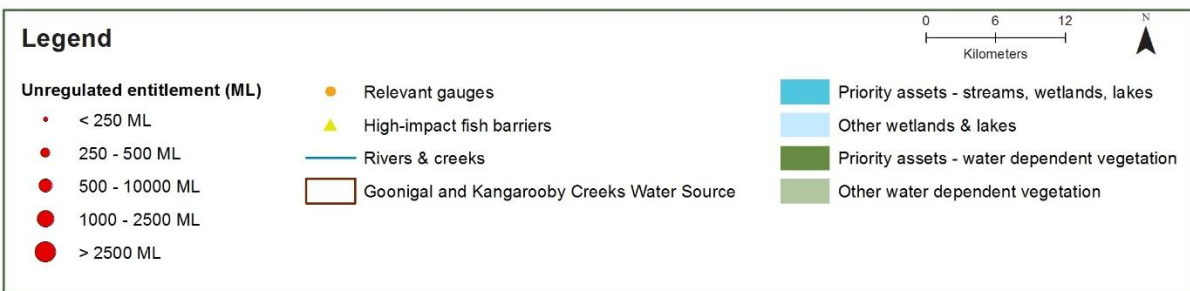 Legend
0 6 12
Kilometers
N
Unregulated entitlement (ML)
< 250 ML
250 - 500 ML
500 - 10000 ML
1000 - 2500 ML
> 2500 ML
Relevant gauges
High-impact fish barriers
Rivers & creeks
Goonigal and Kangarooby Creeks Water Source
Priority assets - streams, wetlands, lakes
Other wetlands & lakes
Priority assets - water dependent vegetation
Other water dependent vegetation